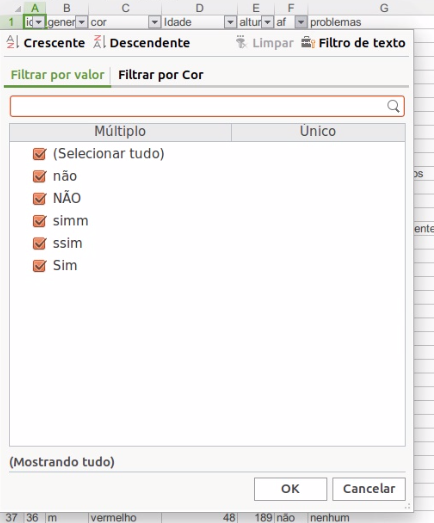 A B C D E F G
1 ic gener cor Idade altur af problemas
Crescente Descendente Limpar Filtro de texto
Filtrar por valor Filtrar por Cor
Múltiplo Único
(Selecionar tudo)
não
os
NÃO
simm
ente
ssim
Sim
(Mostrando tudo)
OK Cancelar
37 36 m vermelho 48 189 não nenhum